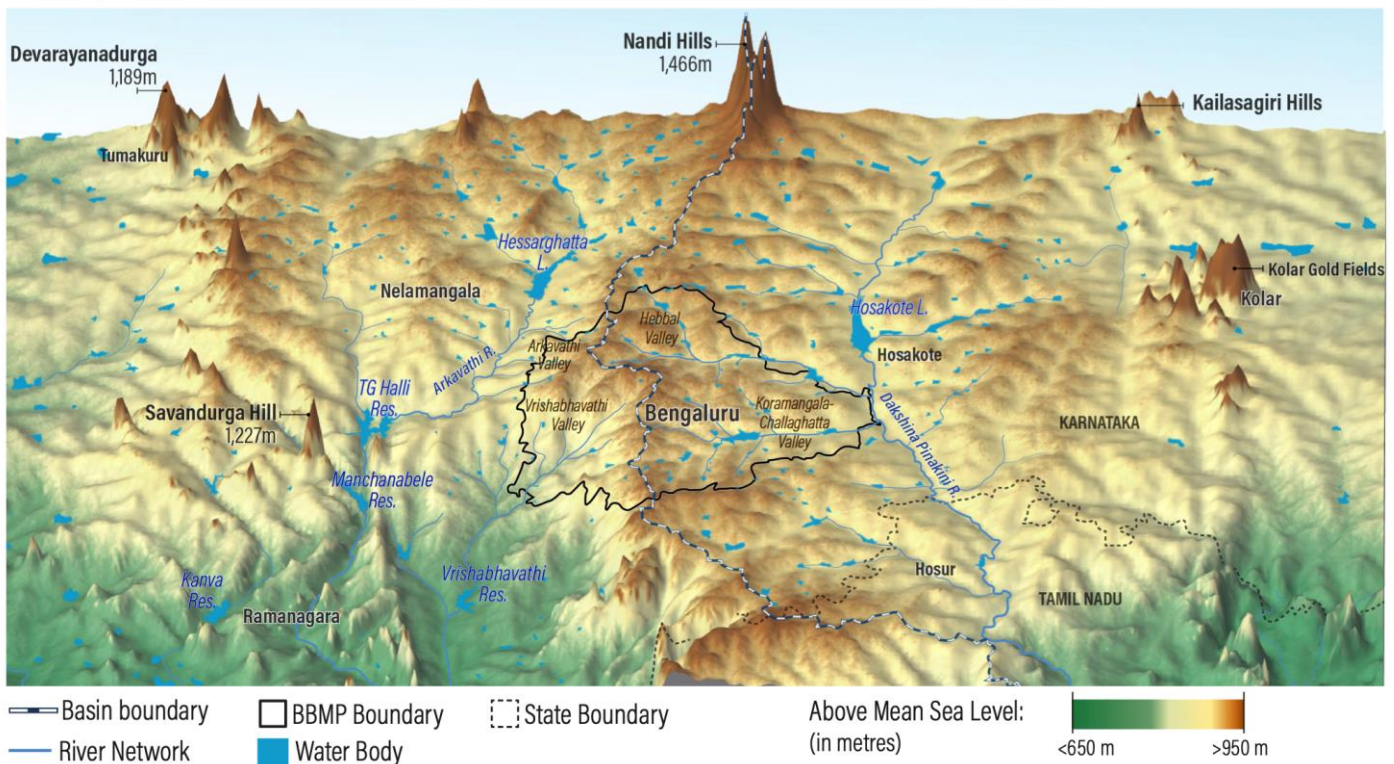 Devarayanadurga
1,189m
Nandi Hills
1,466m
Kailasagiri Hills
Tumakuru
Hessarghatta
L.
Nelamangala
Kolar Gold Fields
Kolar
Hosakote L.
Hebbal
Valley
Arkavathi R.
Arkavathi
Valley
Hosakote
TG Halli
Res.
Savandurga Hill
1,227m
Vrishabhavathi
Valley
Bengaluru
Koramangala-
Challaghatta
Valley
Dakshina Pinakini R.
KARNATAKA
Manchanabele
Res.
Kanva
Res.
Ramanagara
Vrishabhavathi
Res.
Hosur
TAMIL NADU
Basin boundary
BBMP Boundary
State Boundary
River Network
Water Body
Above Mean Sea Level:
(in metres)
<650 m
>950 m